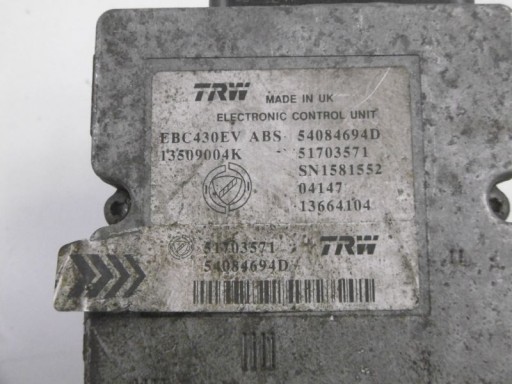 TRW MADE IN UK
ELECTRONIC CONTROL UNIT
EBC430EV ABS 54084694D
13509004K 51703571
SN1581552
04147
13664104
51703571 TRW
54084694D